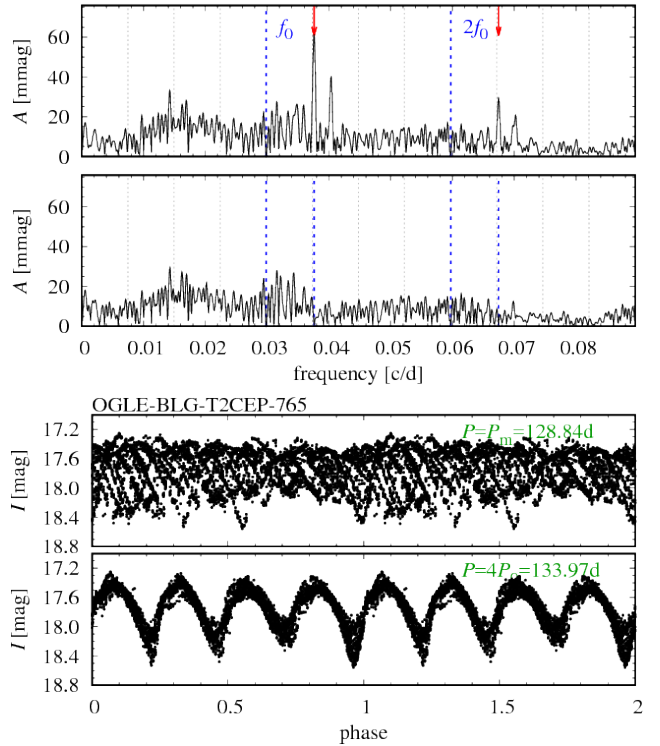 f0 2f0
60
40
20
0
A [mmag]
60
40
20
0
A [mmag]
0 0.01 0.02 0.03 0.04 0.05 0.06 0.07 0.08
frequency [c/d]
OGLE-BLG-T2CEP-765
17.2
17.6
18.0
18.4
18.8
I [mag]
P=Pm=128.84d
17.2
17.6
18.0
18.4
18.8
I [mag]
P=4P0=133.97d
0 0.5 1 1.5 2
phase